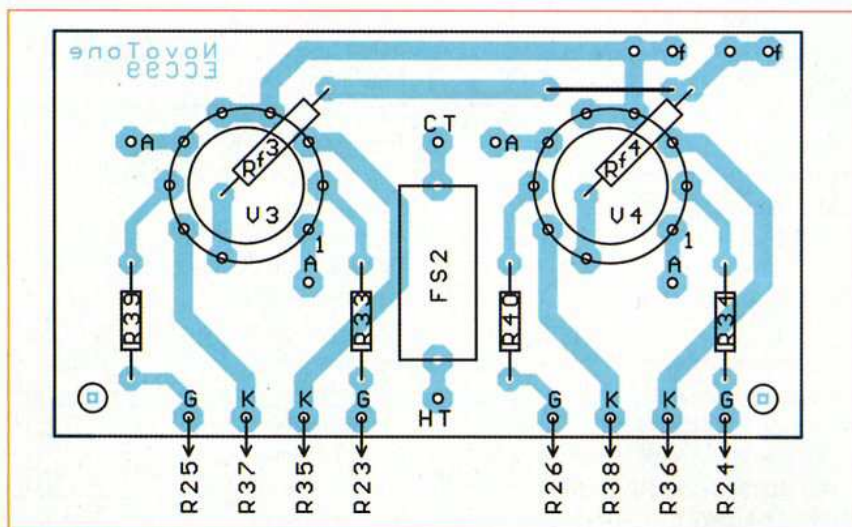 NovoTone
ECC99
f
f
A
CT
A
Rf3
Rf4
V3
V4
1
1
A
FS2
A
R39
R33
R40
R34
G
K
K
G
HT
G
K
K
G
R25
R37
R35
R23
R26
R38
R36
R24